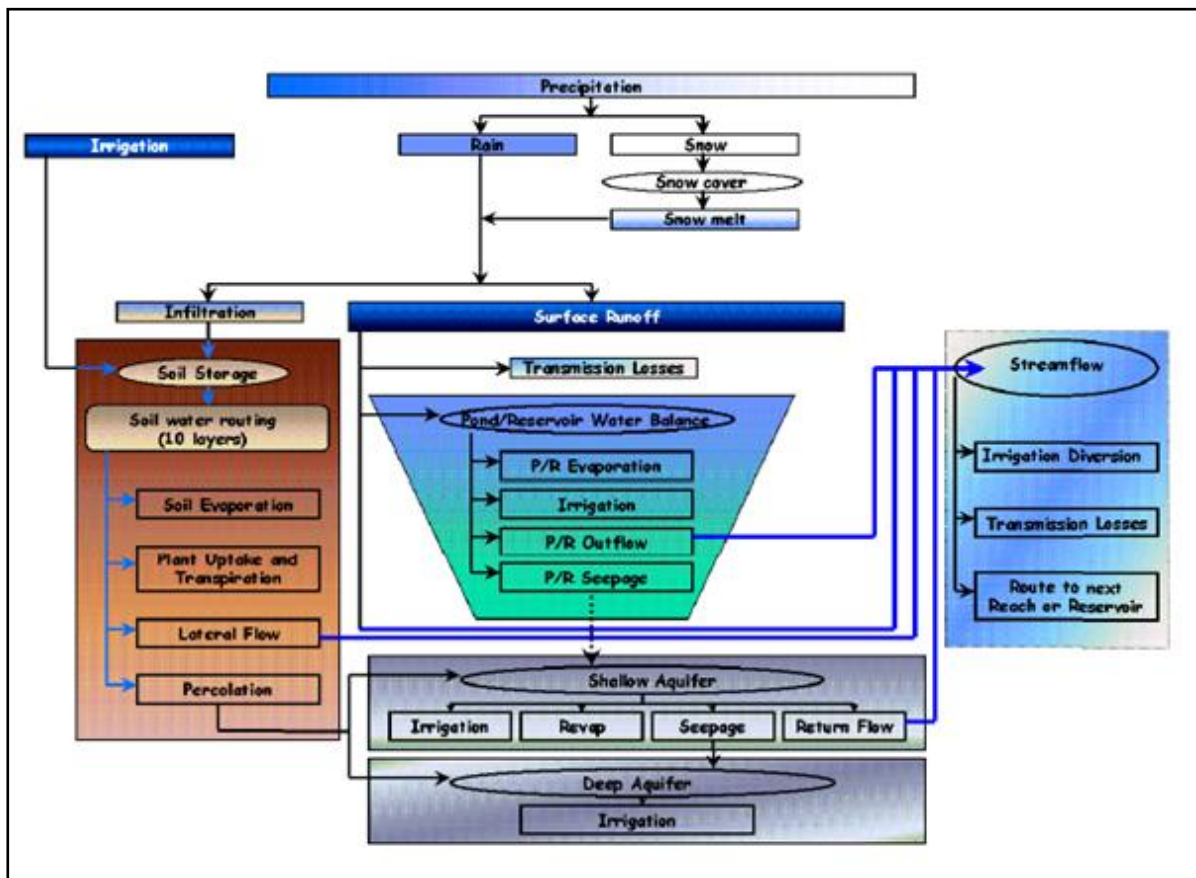 Precipitation
Irrigation
Rain
Snow
Snow cover
Snow melt
Infiltration
Surface Runoff
Soil Storage
Transmission Losses
Streamflow
Soil water routing
(10 layers)
Pond/Reservoir Water Balance
P/R Evaporation
Irrigation Diversion
Soil Evaporation
Irrigation
Transmission Losses
P/R Outflow
Plant Uptake and
Transpiration
P/R Seepage
Route to next
Reach or Reservoir
Lateral Flow
Percolation
Shallow Aquifer
Irrigation
Revap
Seepage
Return Flow
Deep Aquifer
Irrigation